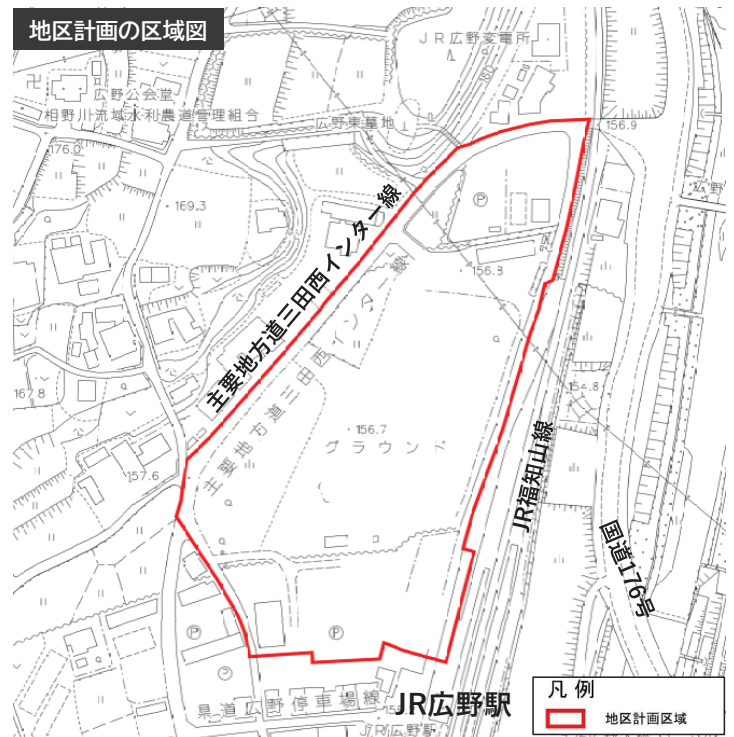 地区計画の区域図
JR広野変電所
180
卍
広野公会堂
相野川流域水利農道管理組合
広野東墓地
156.9
176.0
広野
169.3
主要地方道三田西インター線
156.8
主要地方道三田西インター線
167.8
154.8
156.7
グラウンド
JR福知山線
157.6
国道176号
P
P
P
県道広野停車場線
JR広野駅
JR広野駅
凡例
地区計画区域